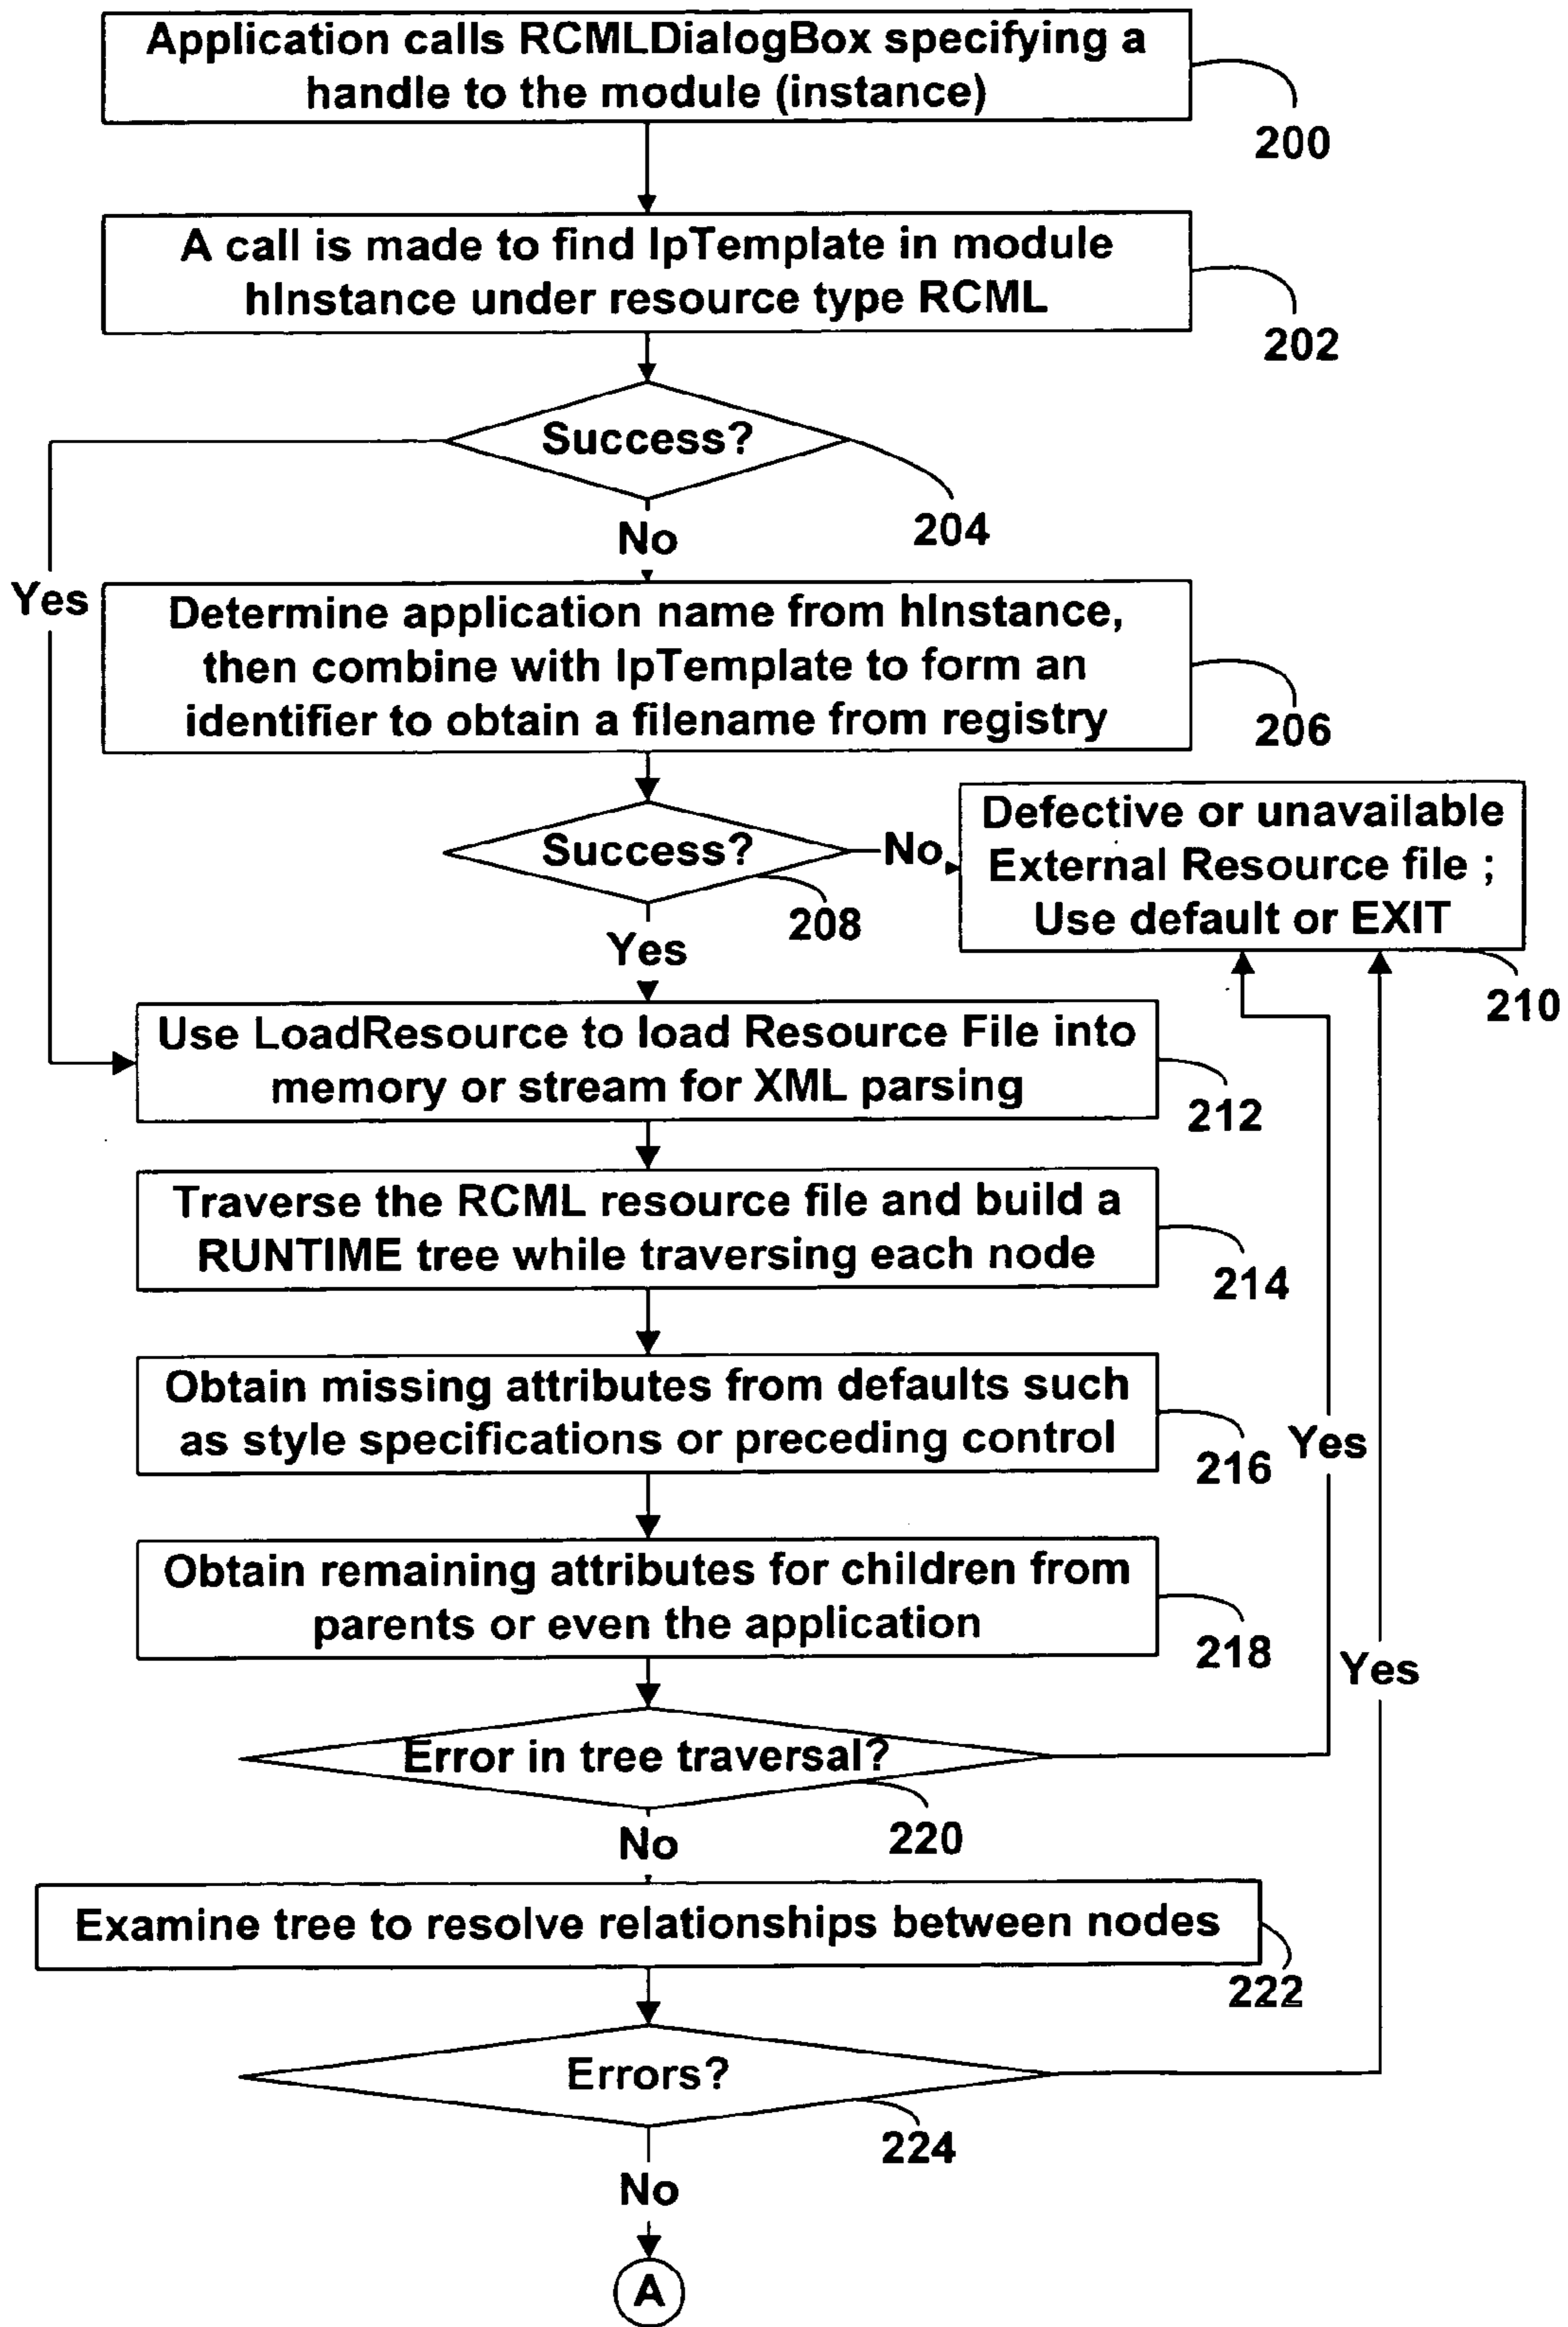 Application calls RCMLDialogBox specifying a
handle to the module (instance)
200
A call is made to find lpTemplate in module
hInstance under resource type RCML
202
Success?
204
No
Yes
Determine application name from hInstance,
then combine with lpTemplate to form an
identifier to obtain a filename from registry
206
Success?
No
208
Defective or unavailable
External Resource file ;
Use default or EXIT
210
Yes
Use LoadResource to load Resource File into
memory or stream for XML parsing
212
Traverse the RCML resource file and build a
RUNTIME tree while traversing each node
214
Obtain missing attributes from defaults such
as style specifications or preceding control
216
Yes
Obtain remaining attributes for children from
parents or even the application
218
Yes
Error in tree traversal?
220
No
Examine tree to resolve relationships between nodes
222
Errors?
224
No
A